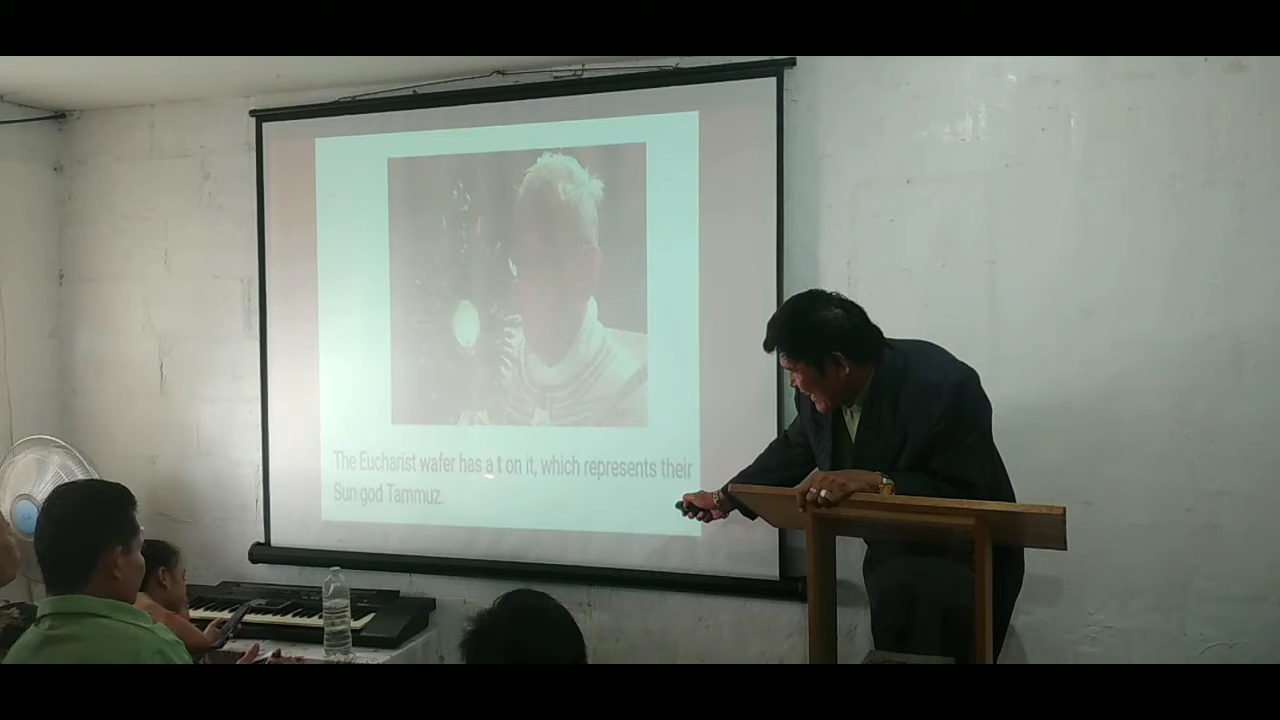 The Eucharist wafer has a t on it, which represents their
Sun god Tammuz.